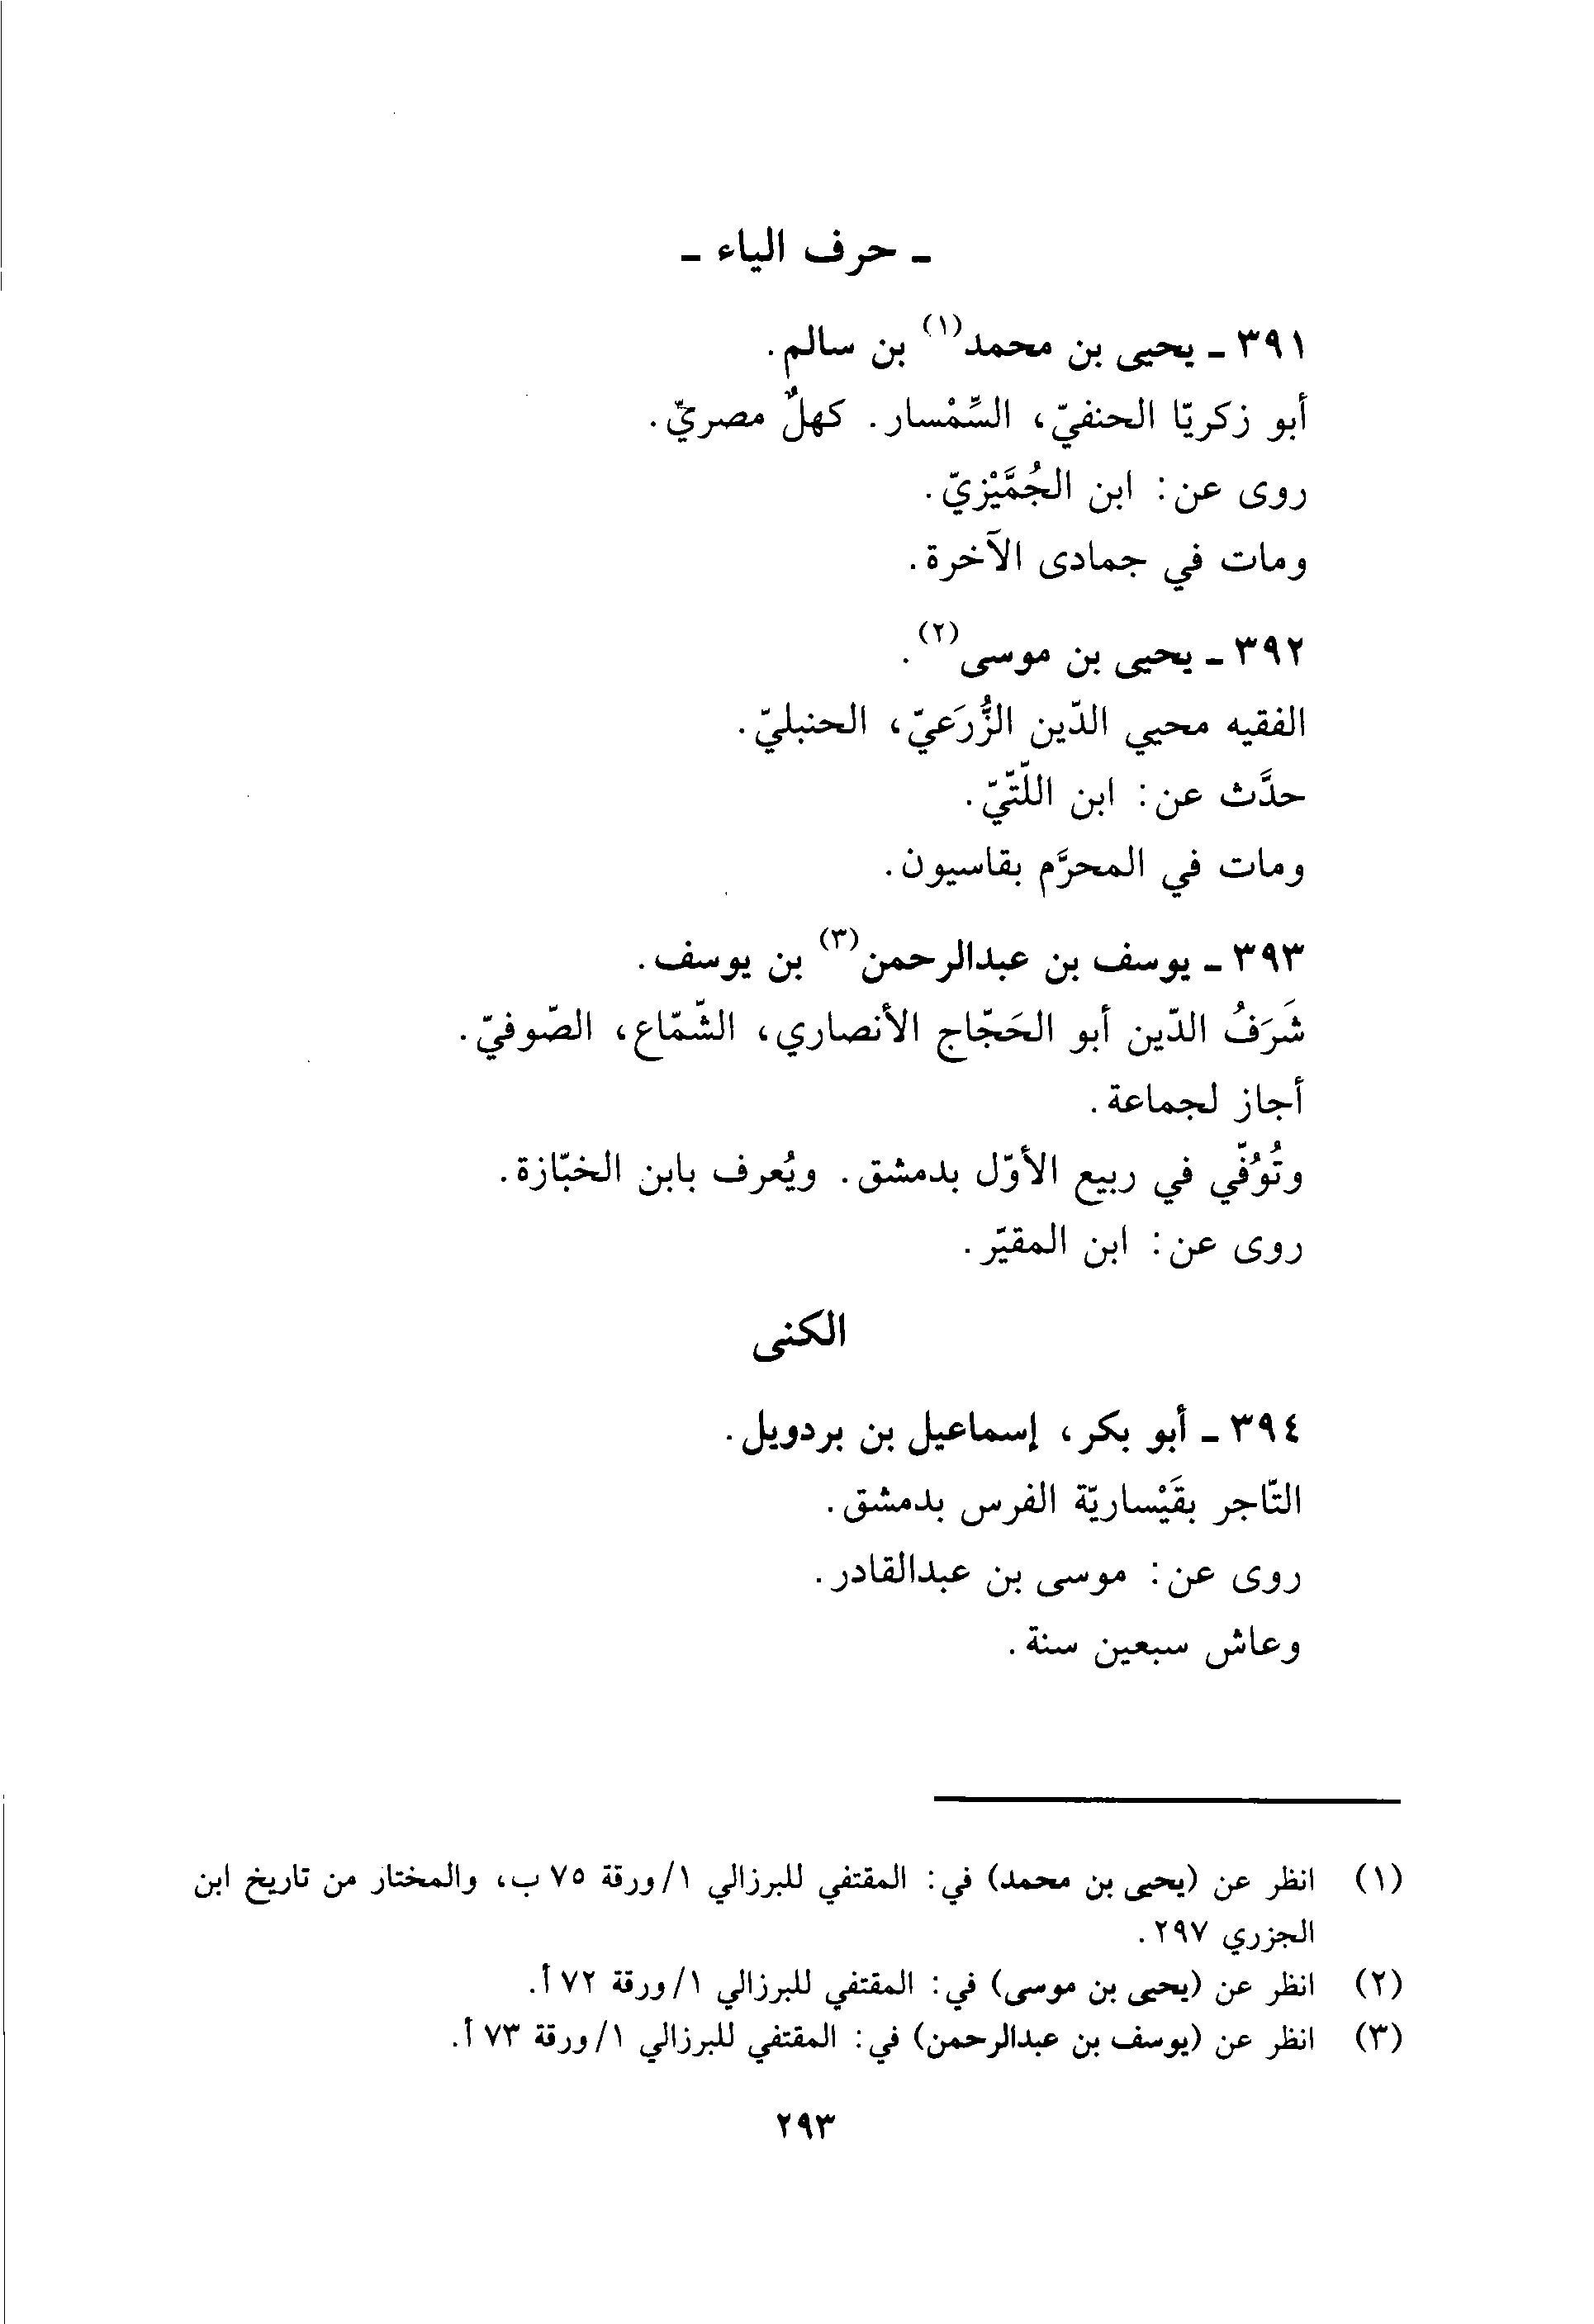 - حرف الياء -
٣٩١ - يحيى بن محمد(١) بن سالم.
أبو زكريّا الحنفيّ، السِّمْسار. كهلٌ مصريّ.
روى عن: ابن الجُمَّيْزيّ.
ومات في جمادى الآخرة.
٣٩٢ - يحيى بن موسى(٢).
الفقيه محيي الدّين الزُّرَعيّ، الحنبليّ.
حدَّث عن: ابن اللّتّيّ.
ومات في المحرَّم بقاسيون.
٣٩٣ - يوسف بن عبدالرحمن(٣) بن يوسف.
شَرَفُ الدّين أبو الحَجّاج الأنصاري، الشّمّاع، الصّوفيّ.
أجاز لجماعة.
وتُوُفّي في ربيع الأوّل بدمشق. ويُعرف بابن الخبّازة.
روى عن: ابن المقيّر.
الكنى
٣٩٤ - أبو بكر، إسماعيل بن بردويل.
التّاجر بقَيْساريّة الفرس بدمشق.
روى عن: موسى بن عبدالقادر.
وعاش سبعين سنة.
(١) انظر عن (يحيى بن محمد) في: المقتفي للبرزالي ١/ورقة ٧٥ ب، والمختار من تاريخ ابن
الجزري ٢٩٧.
(٢) انظر عن (يحيى بن موسى) في: المقتفي للبرزالي ١/ورقة ٧٢ أ.
(٣) انظر عن (يوسف بن عبدالرحمن) في: المقتفي للبرزالي ١/ورقة ٧٣ أ.
٢٩٣